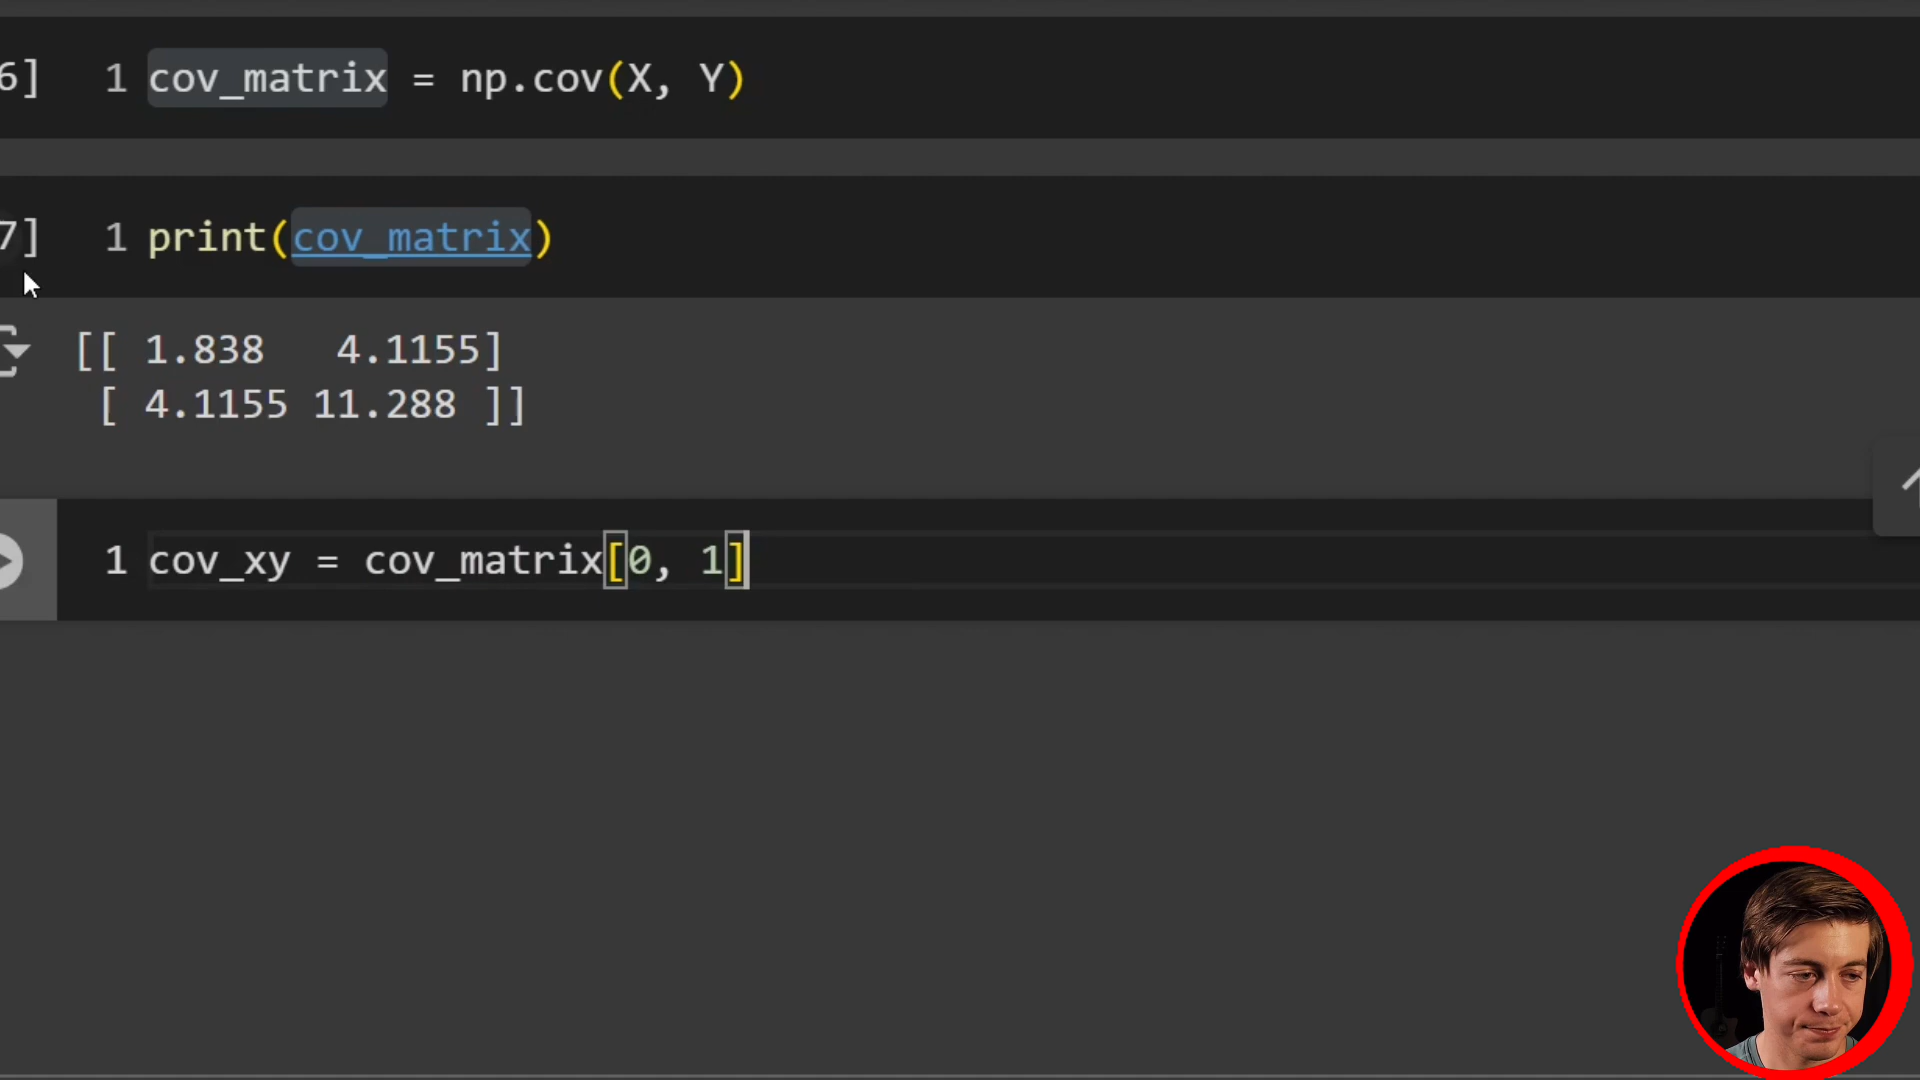 6] 1 cov_matrix = np.cov(X, Y)
7] 1 print(cov_matrix)
[[ 1.838   4.1155]
[ 4.1155 11.288 ]]
1 cov_xy = cov_matrix[0, 1]